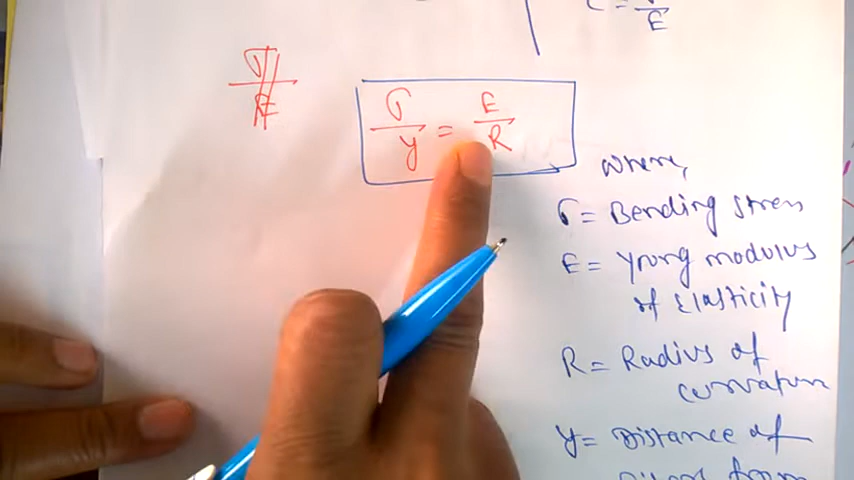 σ/y = E/R
where,
σ = Bending stress
E = young modulus
of Elasticity
R = Radius of
curvature
y = Distance of